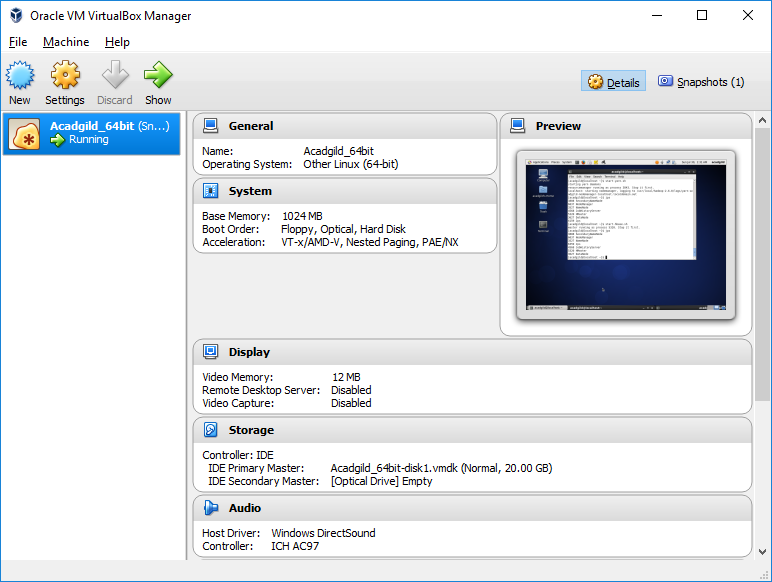 Oracle VM VirtualBox Manager
File Machine Help
New Settings Discard Show
Details Snapshots (1)
Acadgild_64bit (Sn...)
Running
General
Name: Acadgild_64bit
Operating System: Other Linux (64-bit)
Preview
System
Base Memory: 1024 MB
Boot Order: Floppy, Optical, Hard Disk
Acceleration: VT-x/AMD-V, Nested Paging, PAE/NX
Display
Video Memory: 12 MB
Remote Desktop Server: Disabled
Video Capture: Disabled
Storage
Controller: IDE
IDE Primary Master: Acadgild_64bit-disk1.vmdk (Normal, 20.00 GB)
IDE Secondary Master: [Optical Drive] Empty
Audio
Host Driver: Windows DirectSound
Controller: ICH AC97